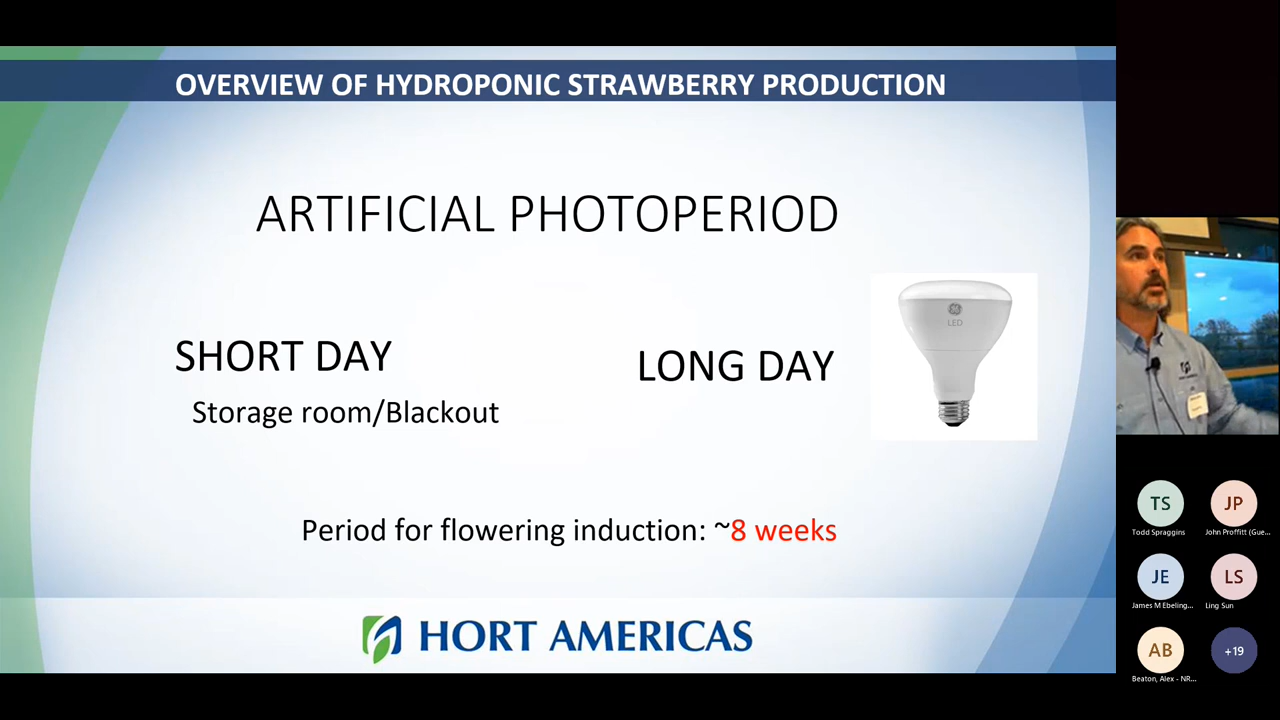 OVERVIEW OF HYDROPONIC STRAWBERRY PRODUCTION
ARTIFICIAL PHOTOPERIOD
SHORT DAY
Storage room/Blackout
LONG DAY
GE
LED
Period for flowering induction: ~8 weeks
HORT AMERICAS
TS
Todd Spraggins
JP
John Proffitt (Gue...
JE
James M Ebeling...
LS
Ling Sun
AB
Beaton, Alex - NR...
+19